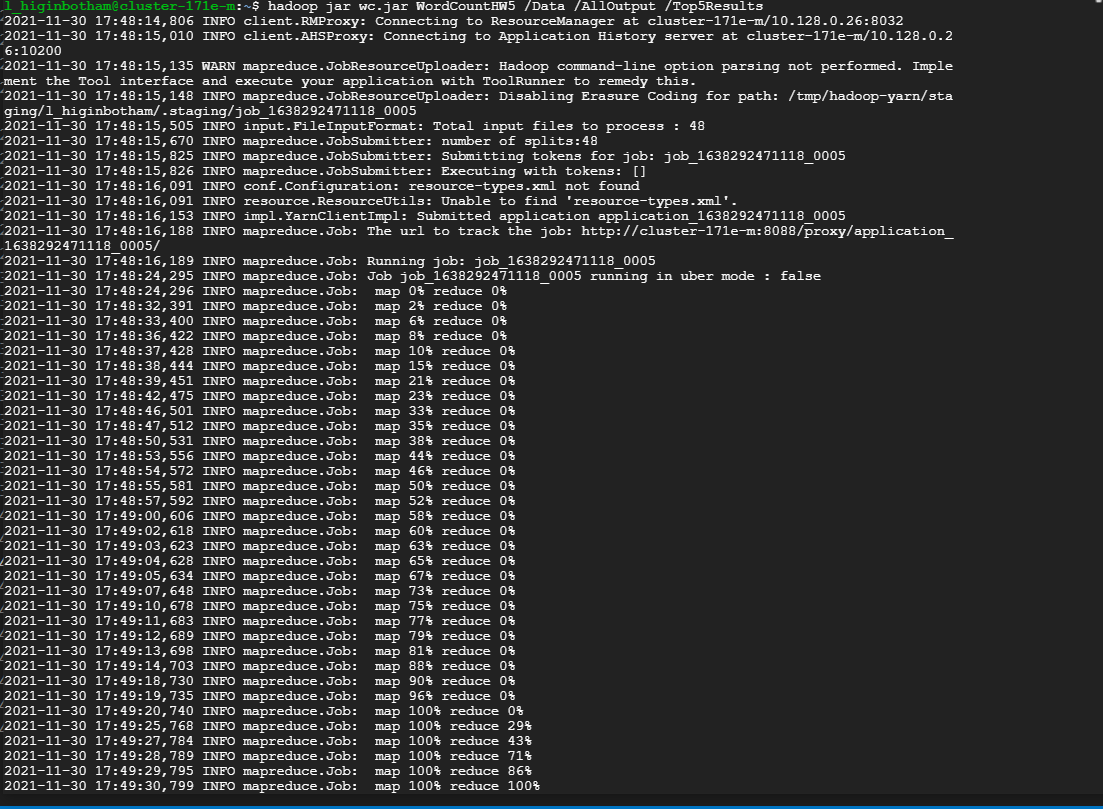 l_higinbotham@cluster-171e-m:~$ hadoop jar wc.jar WordCountHW5 /Data /AllOutput /Top5Results
2021-11-30 17:48:14,806 INFO client.RMProxy: Connecting to ResourceManager at cluster-171e-m/10.128.0.26:8032
2021-11-30 17:48:15,010 INFO client.AHSProxy: Connecting to Application History server at cluster-171e-m/10.128.0.2
6:10200
2021-11-30 17:48:15,135 WARN mapreduce.JobResourceUploader: Hadoop command-line option parsing not performed. Imple
ment the Tool interface and execute your application with ToolRunner to remedy this.
2021-11-30 17:48:15,148 INFO mapreduce.JobResourceUploader: Disabling Erasure Coding for path: /tmp/hadoop-yarn/sta
ging/l_higinbotham/.staging/job_1638292471118_0005
2021-11-30 17:48:15,505 INFO input.FileInputFormat: Total input files to process : 48
2021-11-30 17:48:15,670 INFO mapreduce.JobSubmitter: number of splits:48
2021-11-30 17:48:15,825 INFO mapreduce.JobSubmitter: Submitting tokens for job: job_1638292471118_0005
2021-11-30 17:48:15,826 INFO mapreduce.JobSubmitter: Executing with tokens: []
2021-11-30 17:48:16,091 INFO conf.Configuration: resource-types.xml not found
2021-11-30 17:48:16,091 INFO resource.ResourceUtils: Unable to find 'resource-types.xml'.
2021-11-30 17:48:16,153 INFO impl.YarnClientImpl: Submitted application application_1638292471118_0005
2021-11-30 17:48:16,188 INFO mapreduce.Job: The url to track the job: http://cluster-171e-m:8088/proxy/application_
1638292471118_0005/
2021-11-30 17:48:16,189 INFO mapreduce.Job: Running job: job_1638292471118_0005
2021-11-30 17:48:24,295 INFO mapreduce.Job: Job job_1638292471118_0005 running in uber mode : false
2021-11-30 17:48:24,296 INFO mapreduce.Job:  map 0% reduce 0%
2021-11-30 17:48:32,391 INFO mapreduce.Job:  map 2% reduce 0%
2021-11-30 17:48:33,400 INFO mapreduce.Job:  map 6% reduce 0%
2021-11-30 17:48:36,422 INFO mapreduce.Job:  map 8% reduce 0%
2021-11-30 17:48:37,428 INFO mapreduce.Job:  map 10% reduce 0%
2021-11-30 17:48:38,444 INFO mapreduce.Job:  map 15% reduce 0%
2021-11-30 17:48:39,451 INFO mapreduce.Job:  map 21% reduce 0%
2021-11-30 17:48:42,475 INFO mapreduce.Job:  map 23% reduce 0%
2021-11-30 17:48:46,501 INFO mapreduce.Job:  map 33% reduce 0%
2021-11-30 17:48:47,512 INFO mapreduce.Job:  map 35% reduce 0%
2021-11-30 17:48:50,531 INFO mapreduce.Job:  map 38% reduce 0%
2021-11-30 17:48:53,556 INFO mapreduce.Job:  map 44% reduce 0%
2021-11-30 17:48:54,572 INFO mapreduce.Job:  map 46% reduce 0%
2021-11-30 17:48:55,581 INFO mapreduce.Job:  map 50% reduce 0%
2021-11-30 17:48:57,592 INFO mapreduce.Job:  map 52% reduce 0%
2021-11-30 17:49:00,606 INFO mapreduce.Job:  map 58% reduce 0%
2021-11-30 17:49:02,618 INFO mapreduce.Job:  map 60% reduce 0%
2021-11-30 17:49:03,623 INFO mapreduce.Job:  map 63% reduce 0%
2021-11-30 17:49:04,628 INFO mapreduce.Job:  map 65% reduce 0%
2021-11-30 17:49:05,634 INFO mapreduce.Job:  map 67% reduce 0%
2021-11-30 17:49:07,648 INFO mapreduce.Job:  map 73% reduce 0%
2021-11-30 17:49:10,678 INFO mapreduce.Job:  map 75% reduce 0%
2021-11-30 17:49:11,683 INFO mapreduce.Job:  map 77% reduce 0%
2021-11-30 17:49:12,689 INFO mapreduce.Job:  map 79% reduce 0%
2021-11-30 17:49:13,698 INFO mapreduce.Job:  map 81% reduce 0%
2021-11-30 17:49:14,703 INFO mapreduce.Job:  map 88% reduce 0%
2021-11-30 17:49:18,730 INFO mapreduce.Job:  map 90% reduce 0%
2021-11-30 17:49:19,735 INFO mapreduce.Job:  map 96% reduce 0%
2021-11-30 17:49:20,740 INFO mapreduce.Job:  map 100% reduce 0%
2021-11-30 17:49:25,768 INFO mapreduce.Job:  map 100% reduce 29%
2021-11-30 17:49:27,784 INFO mapreduce.Job:  map 100% reduce 43%
2021-11-30 17:49:28,789 INFO mapreduce.Job:  map 100% reduce 71%
2021-11-30 17:49:29,795 INFO mapreduce.Job:  map 100% reduce 86%
2021-11-30 17:49:30,799 INFO mapreduce.Job:  map 100% reduce 100%